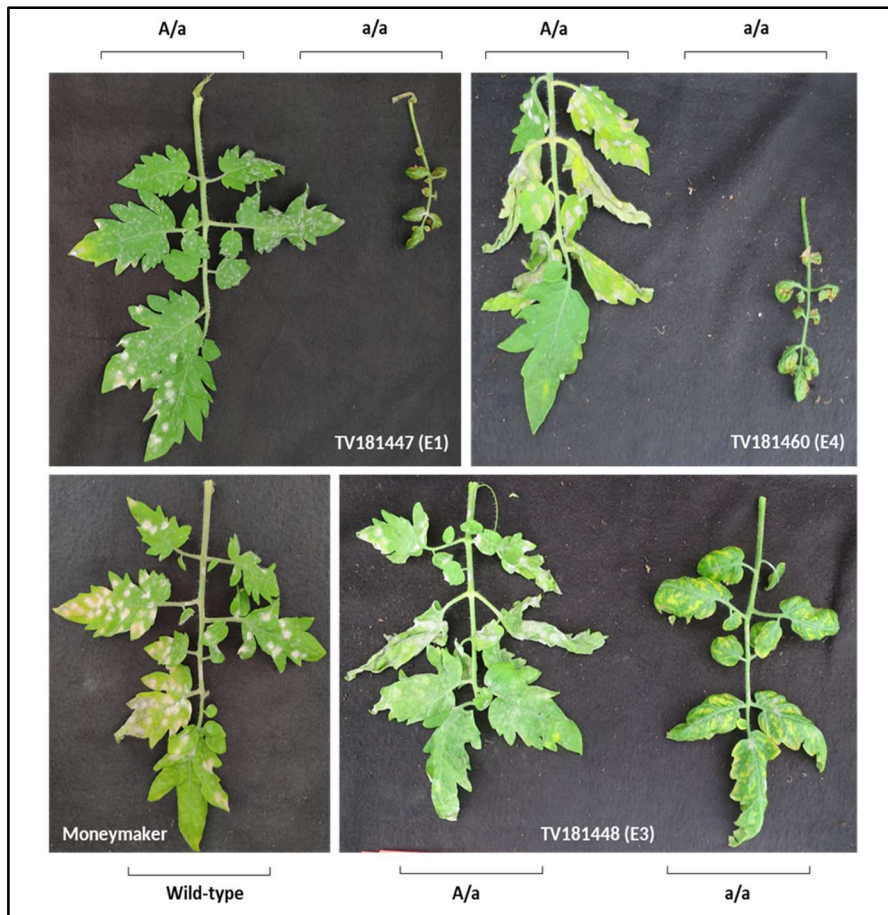 A/a
a/a
A/a
a/a
TV181447 (E1)
TV181460 (E4)
Moneymaker
TV181448 (E3)
Wild-type
A/a
a/a